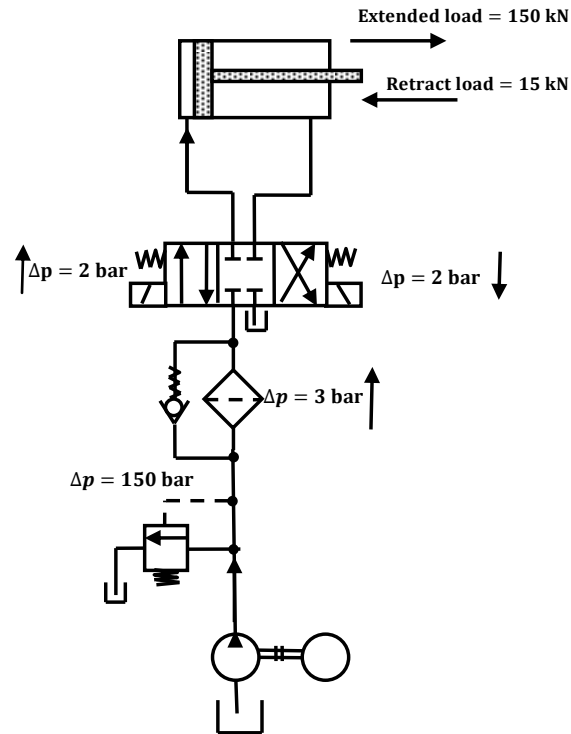 Extended load = 150 kN
Retract load = 15 kN
Δp = 2 bar
Δp = 2 bar
Δp = 3 bar
Δp = 150 bar